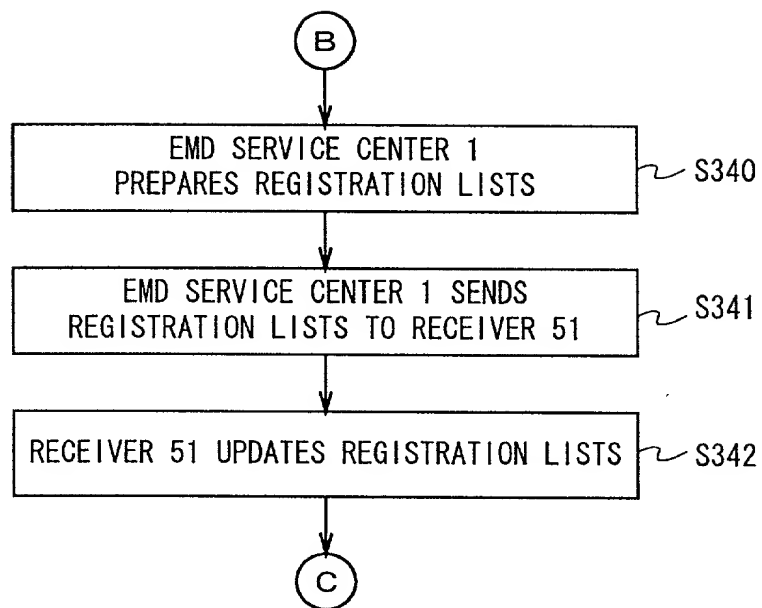 B
EMD SERVICE CENTER 1
PREPARES REGISTRATION LISTS
S340
EMD SERVICE CENTER 1 SENDS
REGISTRATION LISTS TO RECEIVER 51
S341
RECEIVER 51 UPDATES REGISTRATION LISTS
S342
C